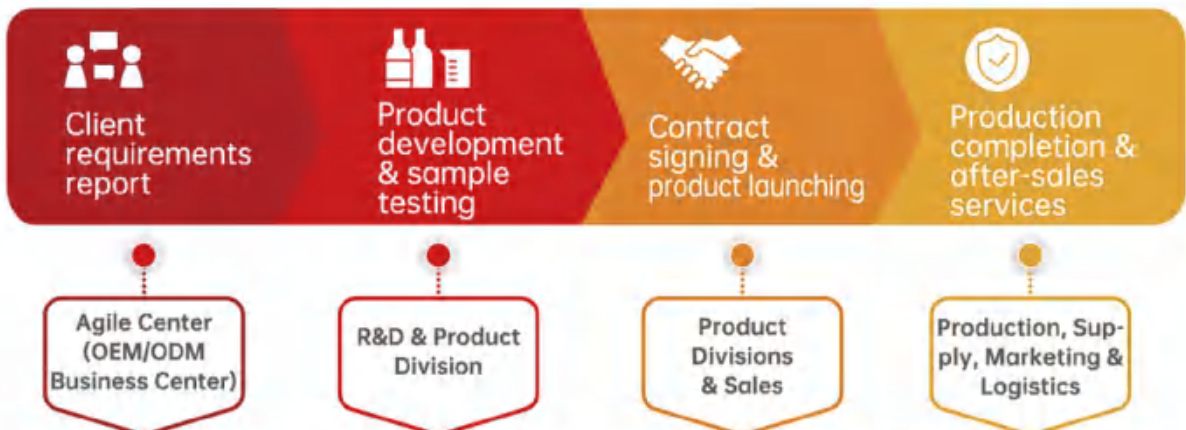 Client
requirements
report
Product
development
& sample
testing
Contract
signing &
product launching
Production
completion &
after-sales
services
Agile Center
(OEM/ODM
Business Center)
R&D & Product
Division
Product
Divisions
& Sales
Production, Sup-
ply, Marketing &
Logistics